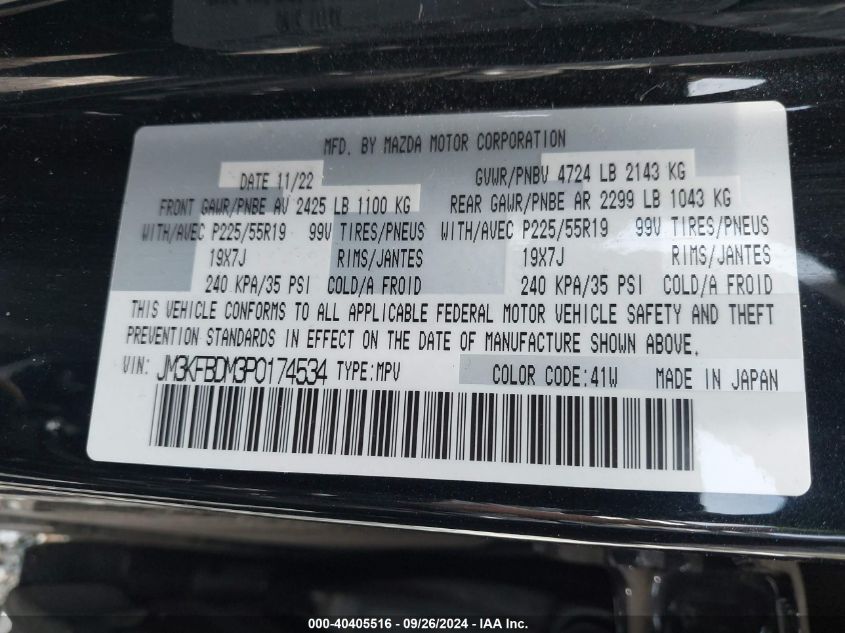 MFD. BY MAZDA MOTOR CORPORATION
DATE 11/22 GVWR/PNBV 4724 LB 2143 KG
FRONT GAWR/PNBE AV 2425 LB 1100 KG REAR GAWR/PNBE AR 2299 LB 1043 KG
WITH/AVEC P225/55R19 99V TIRES/PNEUS WITH/AVEC P225/55R19 99V TIRES/PNEUS
19X7J RIMS/JANTES 19X7J RIMS/JANTES
240 KPA/35 PSI COLD/A FROID 240 KPA/35 PSI COLD/A FROID
THIS VEHICLE CONFORMS TO ALL APPLICABLE FEDERAL MOTOR VEHICLE SAFETY AND THEFT
PREVENTION STANDARDS IN EFFECT ON THE DATE OF MANUFACTURE SHOWN ABOVE.
VIN: JM3KFBDM3P0174534 TYPE:MPV COLOR CODE:41W MADE IN JAPAN
000-40405516 - 09/26/2024 - IAA Inc.